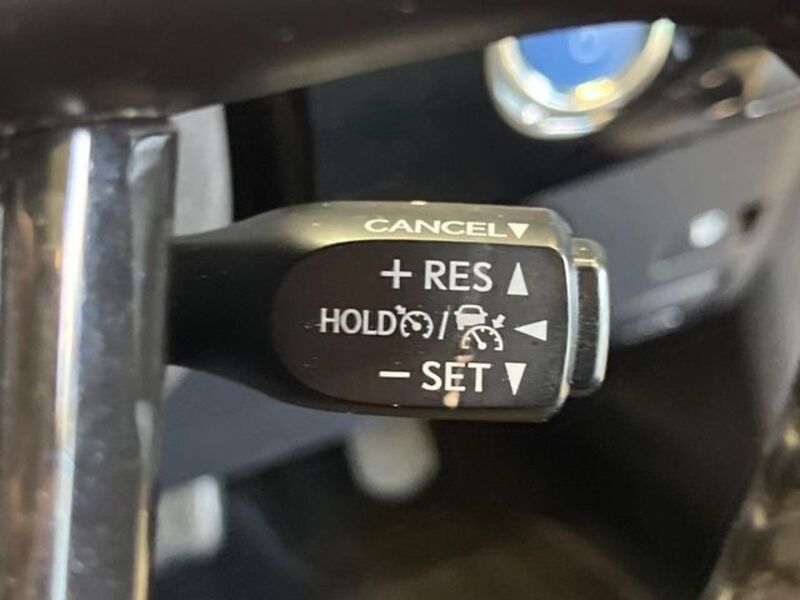 CANCEL▼
+ RES ▲
HOLD / ◀
− SET ▼